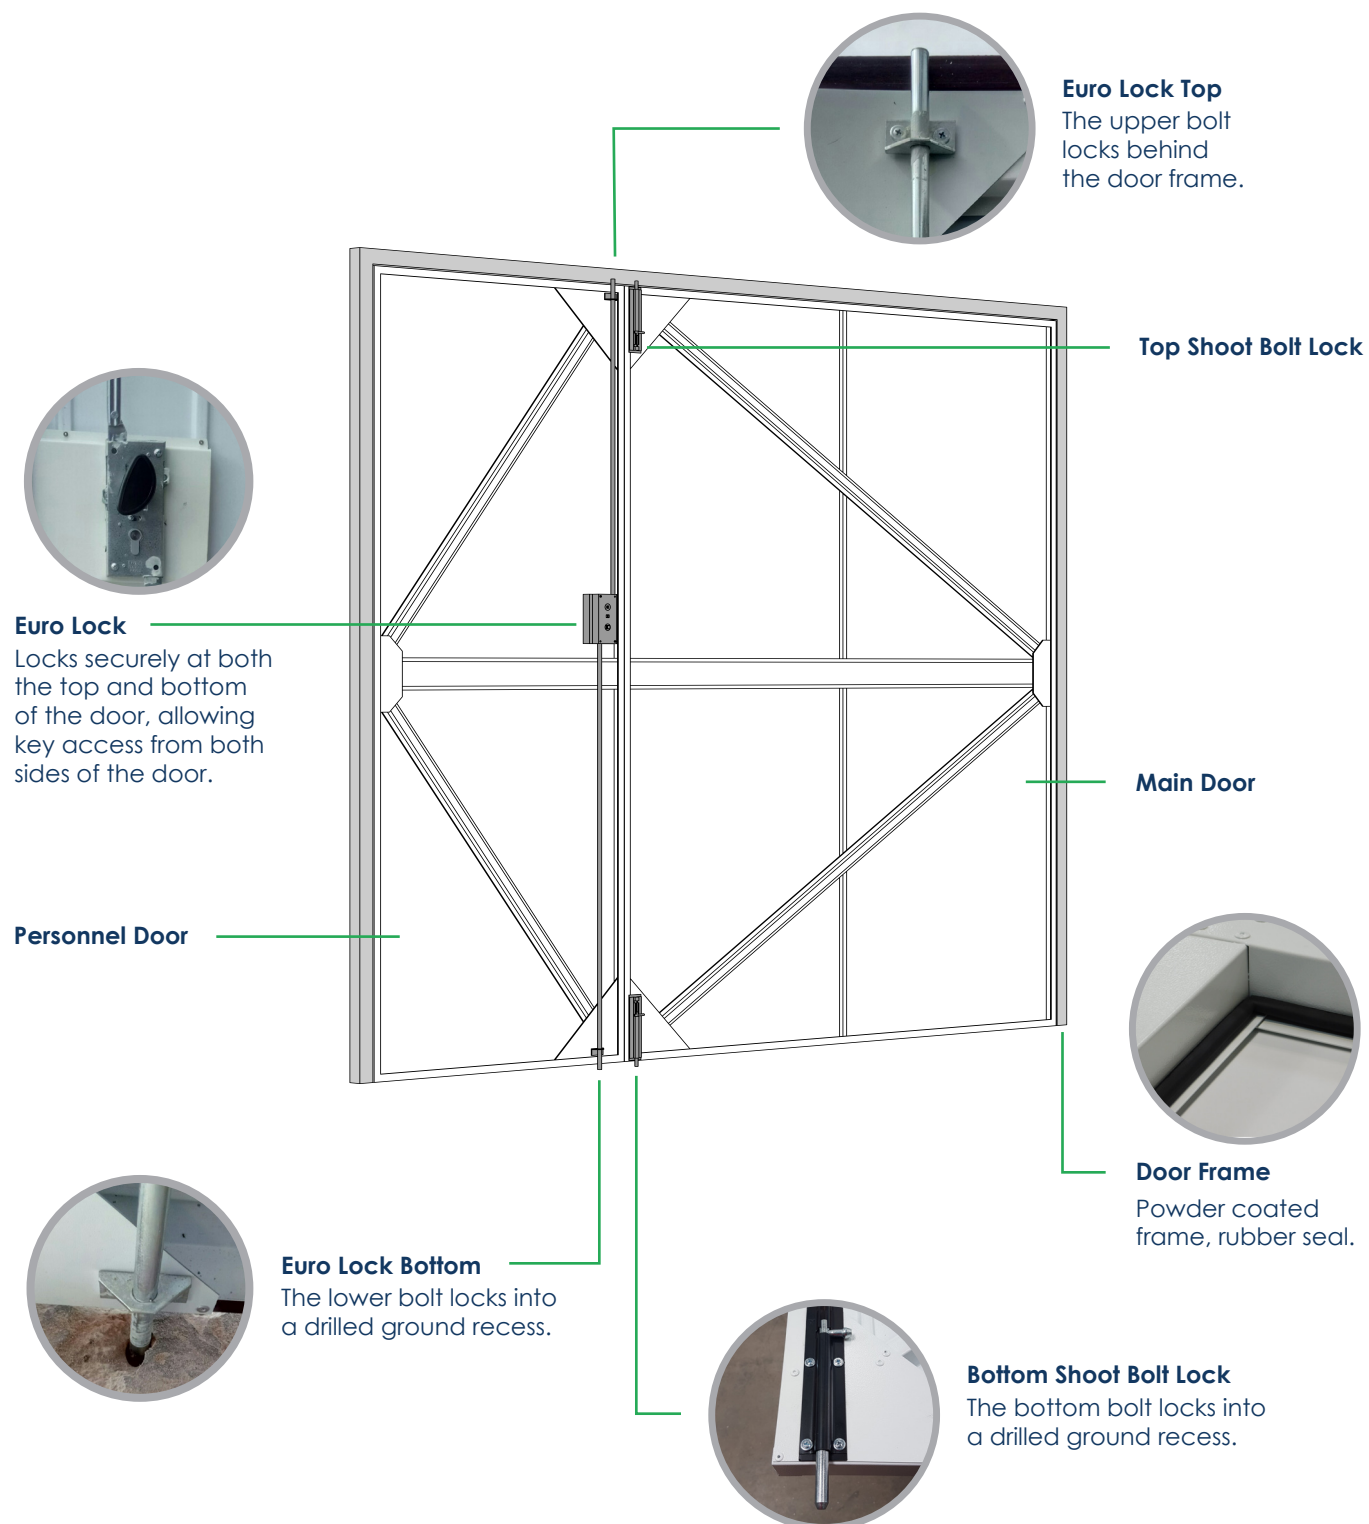 Euro Lock Top
The upper bolt
locks behind
the door frame.
Top Shoot Bolt Lock
Euro Lock
Locks securely at both
the top and bottom
of the door, allowing
key access from both
sides of the door.
Main Door
Personnel Door
Door Frame
Powder coated
frame, rubber seal.
Euro Lock Bottom
The lower bolt locks into
a drilled ground recess.
Bottom Shoot Bolt Lock
The bottom bolt locks into
a drilled ground recess.